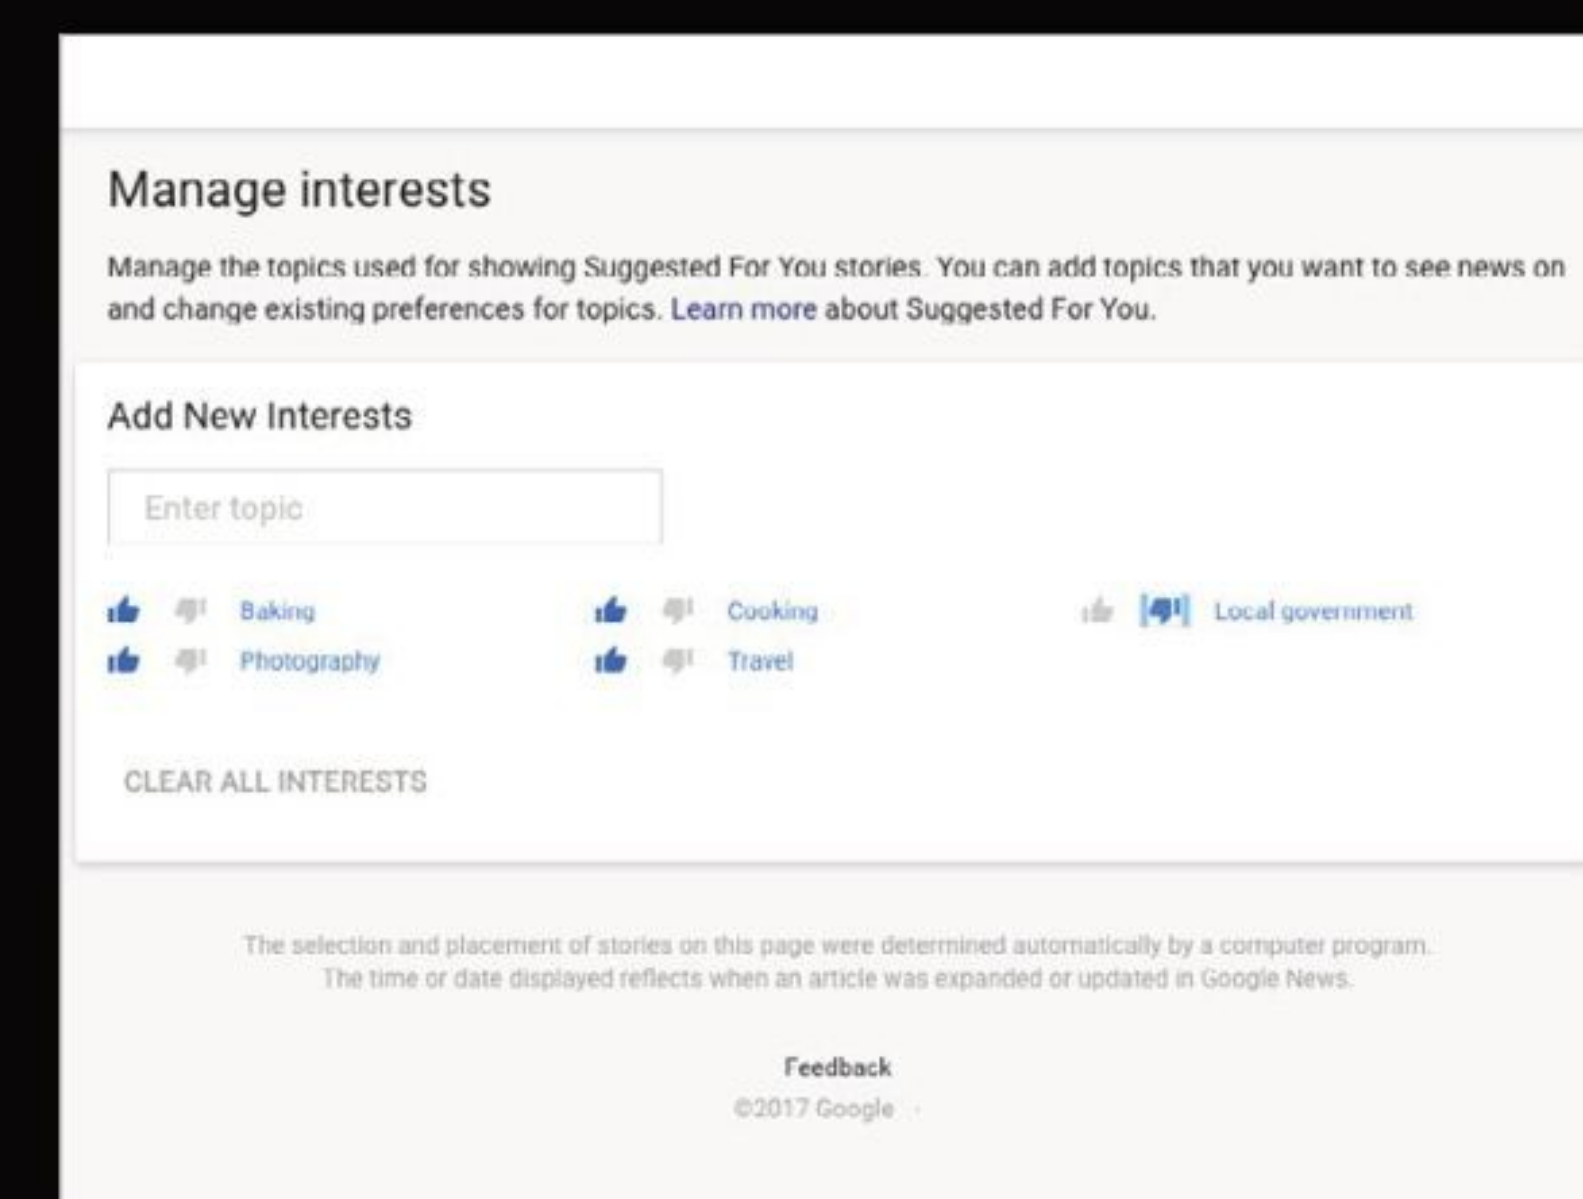 Manage interests
Manage the topics used for showing Suggested For You stories. You can add topics that you want to see news on
and change existing preferences for topics. Learn more about Suggested For You.
Add New Interests
Enter topic
Baking Cooking Local government
Photography Travel
CLEAR ALL INTERESTS
The selection and placement of stories on this page were determined automatically by a computer program.
The time or date displayed reflects when an article was expanded or updated in Google News.
Feedback
©2017 Google